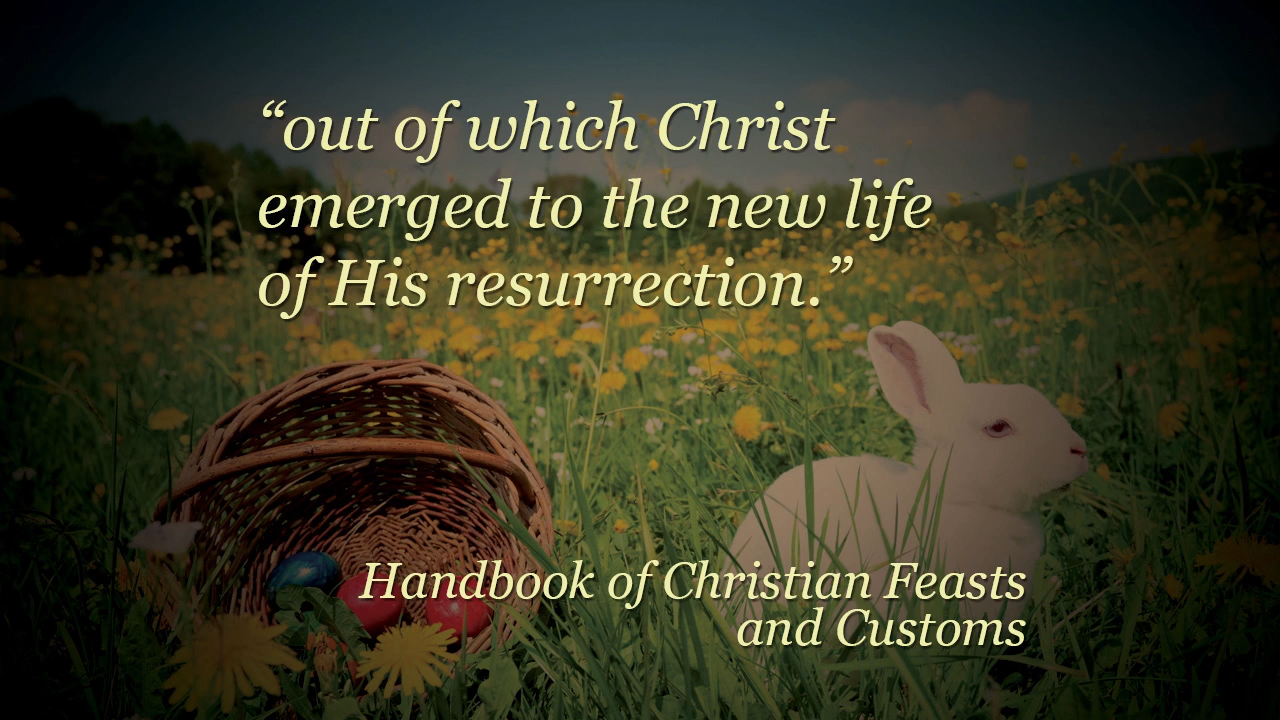 “out of which Christ
emerged to the new life
of His resurrection.”
Handbook of Christian Feasts
and Customs